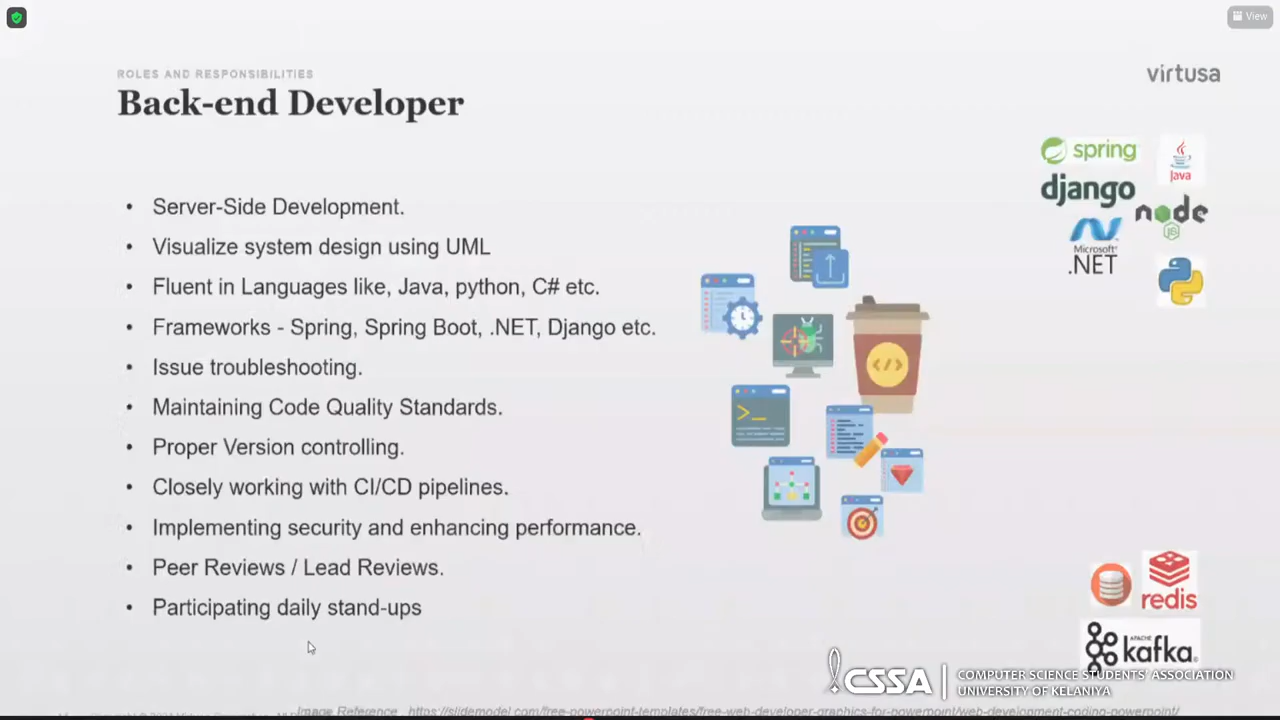 View
ROLES AND RESPONSIBILITIES
virtusa
Back-end Developer
spring
Java
django
node
JS
Microsoft
.NET
• Server-Side Development.
• Visualize system design using UML
• Fluent in Languages like, Java, python, C# etc.
• Frameworks - Spring, Spring Boot, .NET, Django etc.
• Issue troubleshooting.
• Maintaining Code Quality Standards.
• Proper Version controlling.
• Closely working with CI/CD pipelines.
• Implementing security and enhancing performance.
• Peer Reviews / Lead Reviews.
• Participating daily stand-ups
</>
>_
redis
APACHE
kafka
CSSA
COMPUTER SCIENCE STUDENTS' ASSOCIATION
UNIVERSITY OF KELANIYA
Image Reference https://slidemodel.com/free-powerpoint-templates/free-web-developer-graphics-for-powerpoint/web-development-coding-powerpoint/